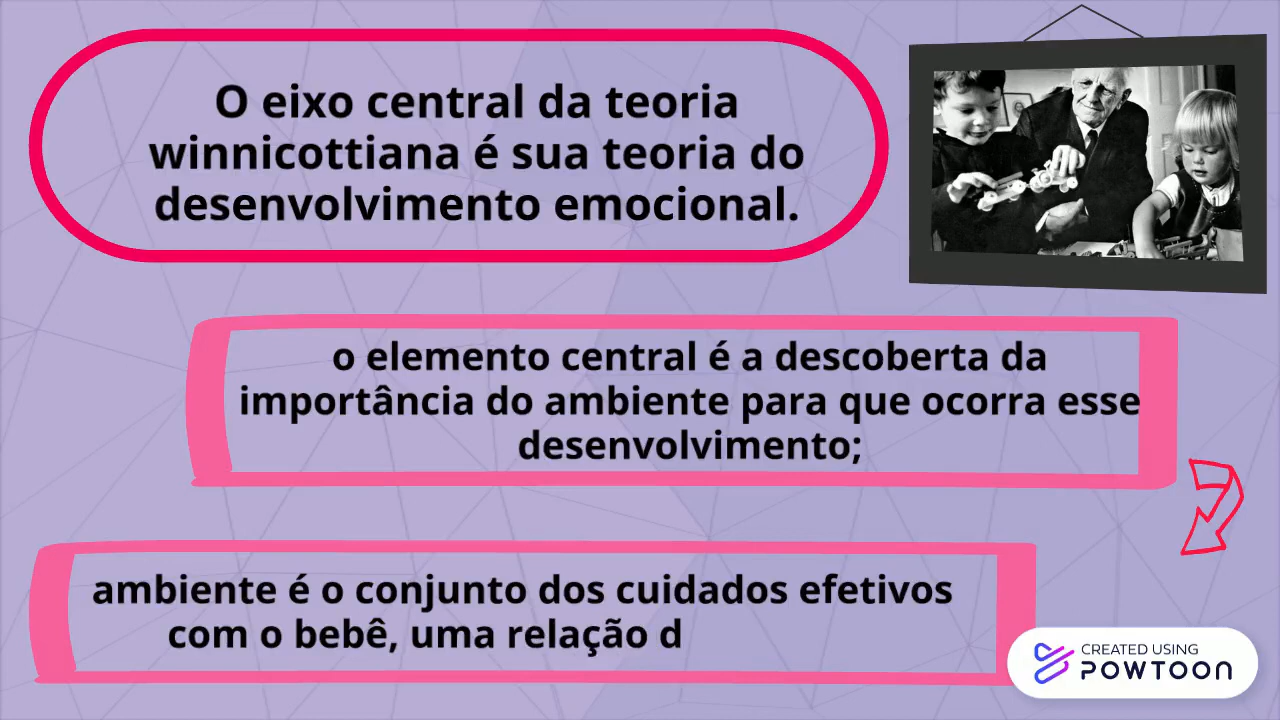 O eixo central da teoria
winnicottiana é sua teoria do
desenvolvimento emocional.
o elemento central é a descoberta da
importância do ambiente para que ocorra esse
desenvolvimento;
ambiente é o conjunto dos cuidados efetivos
com o bebê, uma relação d
CREATED USING
POWTOON